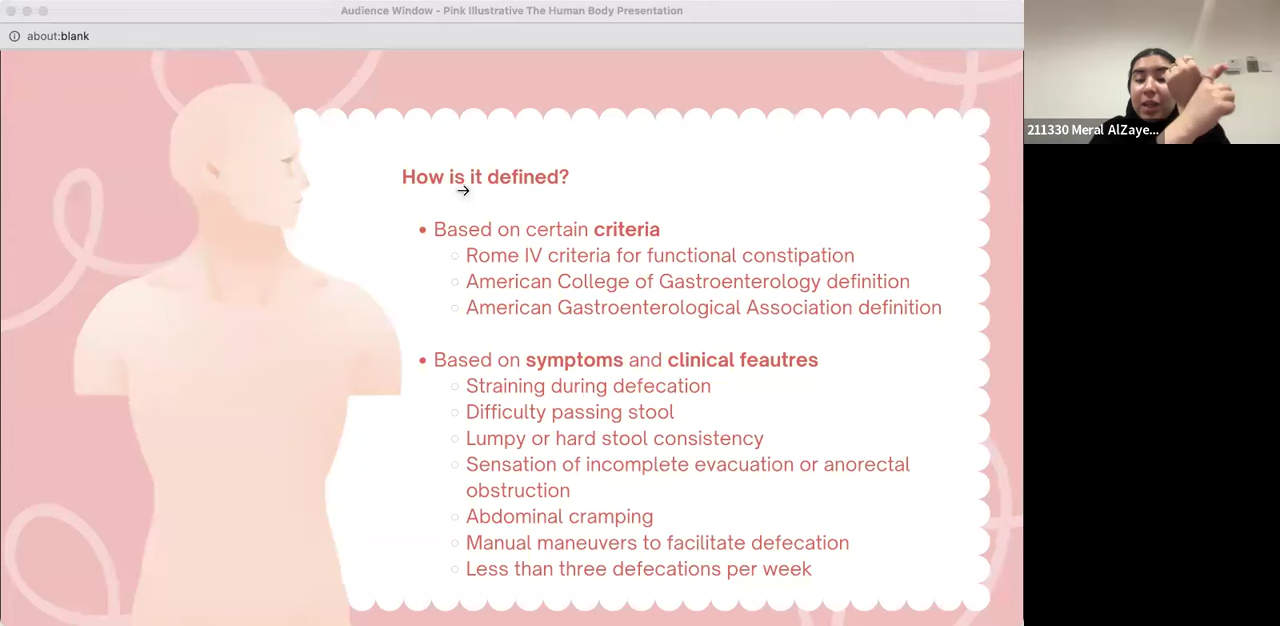 Audience Window - Pink Illustrative The Human Body Presentation
about:blank
211330 Meral AlZaye...
How is it defined?
Based on certain criteria
Rome IV criteria for functional constipation
American College of Gastroenterology definition
American Gastroenterological Association definition
Based on symptoms and clinical feautres
Straining during defecation
Difficulty passing stool
Lumpy or hard stool consistency
Sensation of incomplete evacuation or anorectal
obstruction
Abdominal cramping
Manual maneuvers to facilitate defecation
Less than three defecations per week